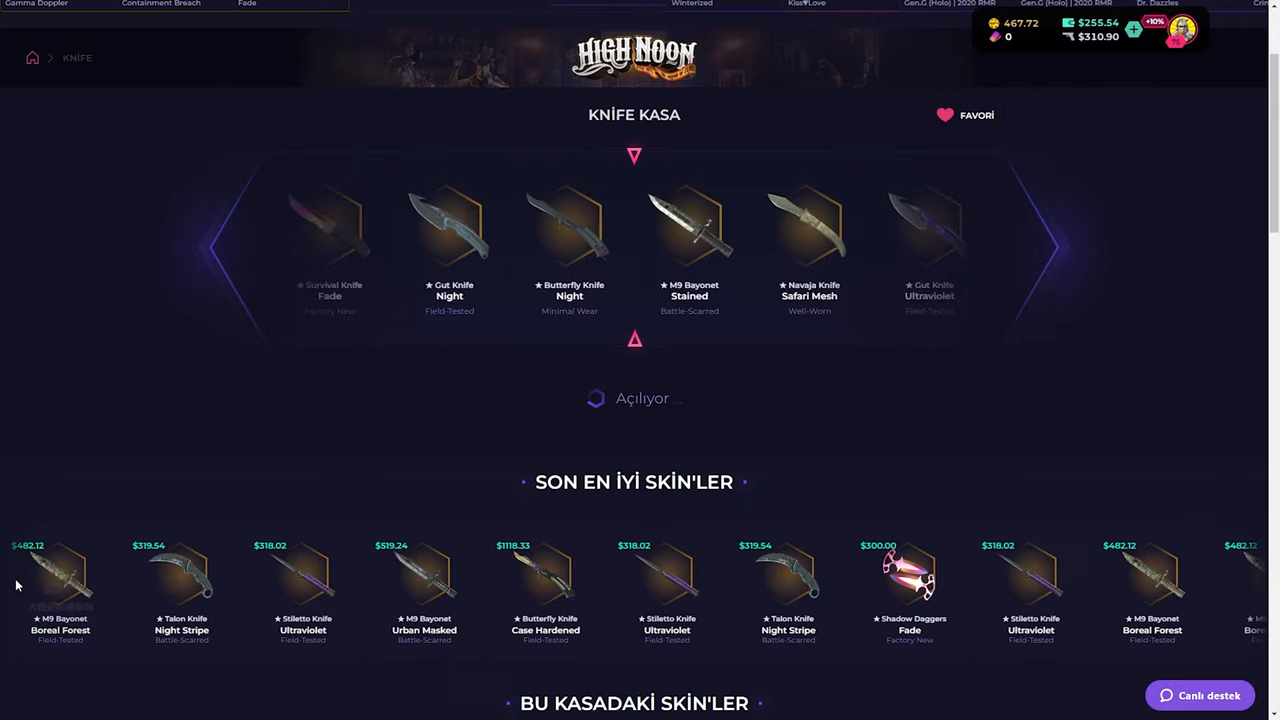 Gamma Doppler
Containment Breach
Fade
Winterized
Kiss♥Love
Gen.G (Holo) | 2020 RMR
Gen.G (Holo) | 2020 RMR
Dr. Dazzles
467.72
0
$255.54
$310.90
+10%
KNİFE
HIGH NOON
KNİFE KASA
FAVORİ
★ Survival Knife
Fade
Factory New
★ Gut Knife
Night
Field-Tested
★ Butterfly Knife
Night
Minimal Wear
★ M9 Bayonet
Stained
Battle-Scarred
★ Navaja Knife
Safari Mesh
Well-Worn
★ Gut Knife
Ultraviolet
Field-Tested
Açılıyor ...
SON EN İYİ SKİN'LER
$482.12
★ M9 Bayonet
Boreal Forest
Field-Tested
$319.54
★ Talon Knife
Night Stripe
Battle-Scarred
$318.02
★ Stiletto Knife
Ultraviolet
Field-Tested
$519.24
★ M9 Bayonet
Urban Masked
Field-Tested
$1118.33
★ Butterfly Knife
Case Hardened
Field-Tested
$318.02
★ Stiletto Knife
Ultraviolet
Field-Tested
$319.54
★ Talon Knife
Night Stripe
Battle-Scarred
$300.00
★ Shadow Daggers
Fade
Factory New
$318.02
★ Stiletto Knife
Ultraviolet
Field-Tested
$482.12
★ M9 Bayonet
Boreal Forest
Field-Tested
$482.12
BU KASADAKİ SKİN'LER
Canlı destek